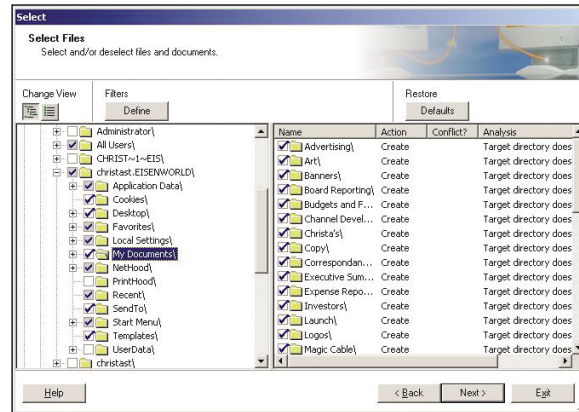 Select
Select Files
Select and/or deselect files and documents.
Change View
Filters
Define
Restore
Defaults
Administrator\
All Users\
CHRIST~1~EIS\
christast.EISENWORLD\
Application Data\
Cookies\
Desktop\
Favorites\
Local Settings\
My Documents\
NetHood\
PrintHood\
Recent\
SendTo\
Start Menu\
Templates\
UserData\
christast\
Name Action Conflict? Analysis
Advertising\ Create Target directory does
Art\ Create Target directory does
Banners\ Create Target directory does
Board Reporting\ Create Target directory does
Budgets and F... Create Target directory does
Channel Devel... Create Target directory does
Christa's\ Create Target directory does
Copy\ Create Target directory does
Correspondan... Create Target directory does
Executive Sum... Create Target directory does
Expense Repo... Create Target directory does
Investors\ Create Target directory does
Launch\ Create Target directory does
Logos\ Create Target directory does
Magic Cable\ Create Target directory does
Help
< Back
Next >
Exit